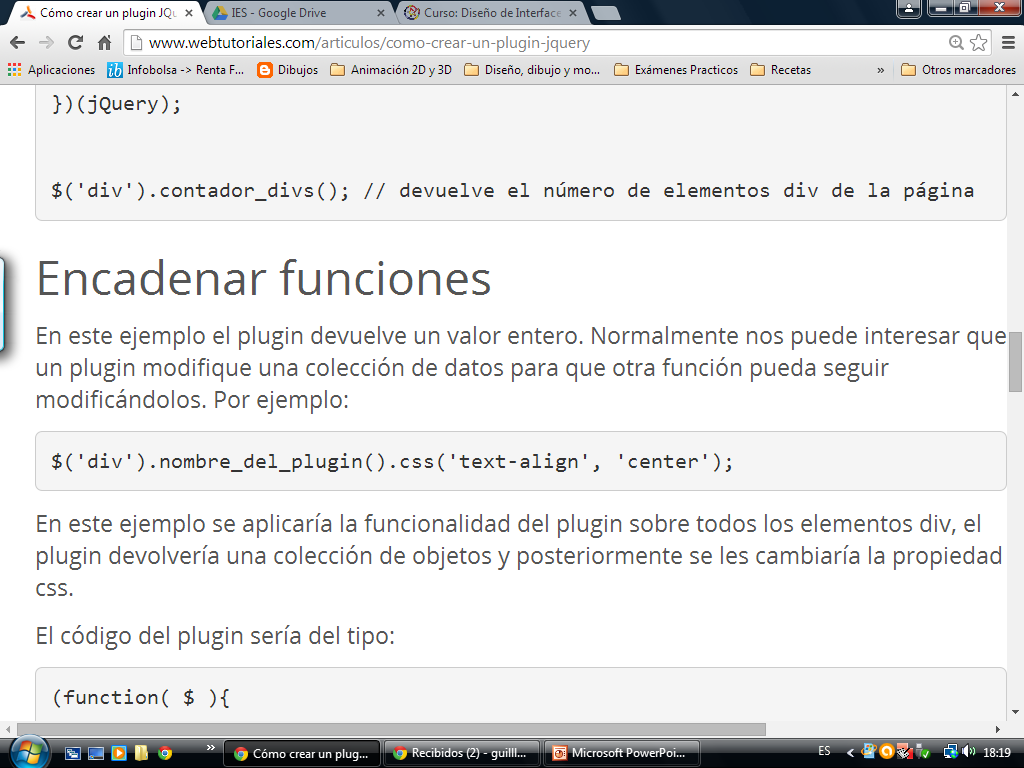 Cómo crear un plugin JQu
IES - Google Drive
Curso: Diseño de Interface
www.webtutoriales.com/articulos/como-crear-un-plugin-jquery
Aplicaciones
Infobolsa -> Renta F...
Dibujos
Animación 2D y 3D
Diseño, dibujo y mo...
Exámenes Practicos
Recetas
»
Otros marcadores
})(jQuery);
$('div').contador_divs(); // devuelve el número de elementos div de la página
Encadenar funciones
En este ejemplo el plugin devuelve un valor entero. Normalmente nos puede interesar que
un plugin modifique una colección de datos para que otra función pueda seguir
modificándolos. Por ejemplo:
$('div').nombre_del_plugin().css('text-align', 'center');
En este ejemplo se aplicaría la funcionalidad del plugin sobre todos los elementos div, el
plugin devolvería una colección de objetos y posteriormente se les cambiaría la propiedad
css.
El código del plugin sería del tipo:
(function( $ ){
»
Cómo crear un plug...
Recibidos (2) - guilll...
Microsoft PowerPoi...
ES
18:19